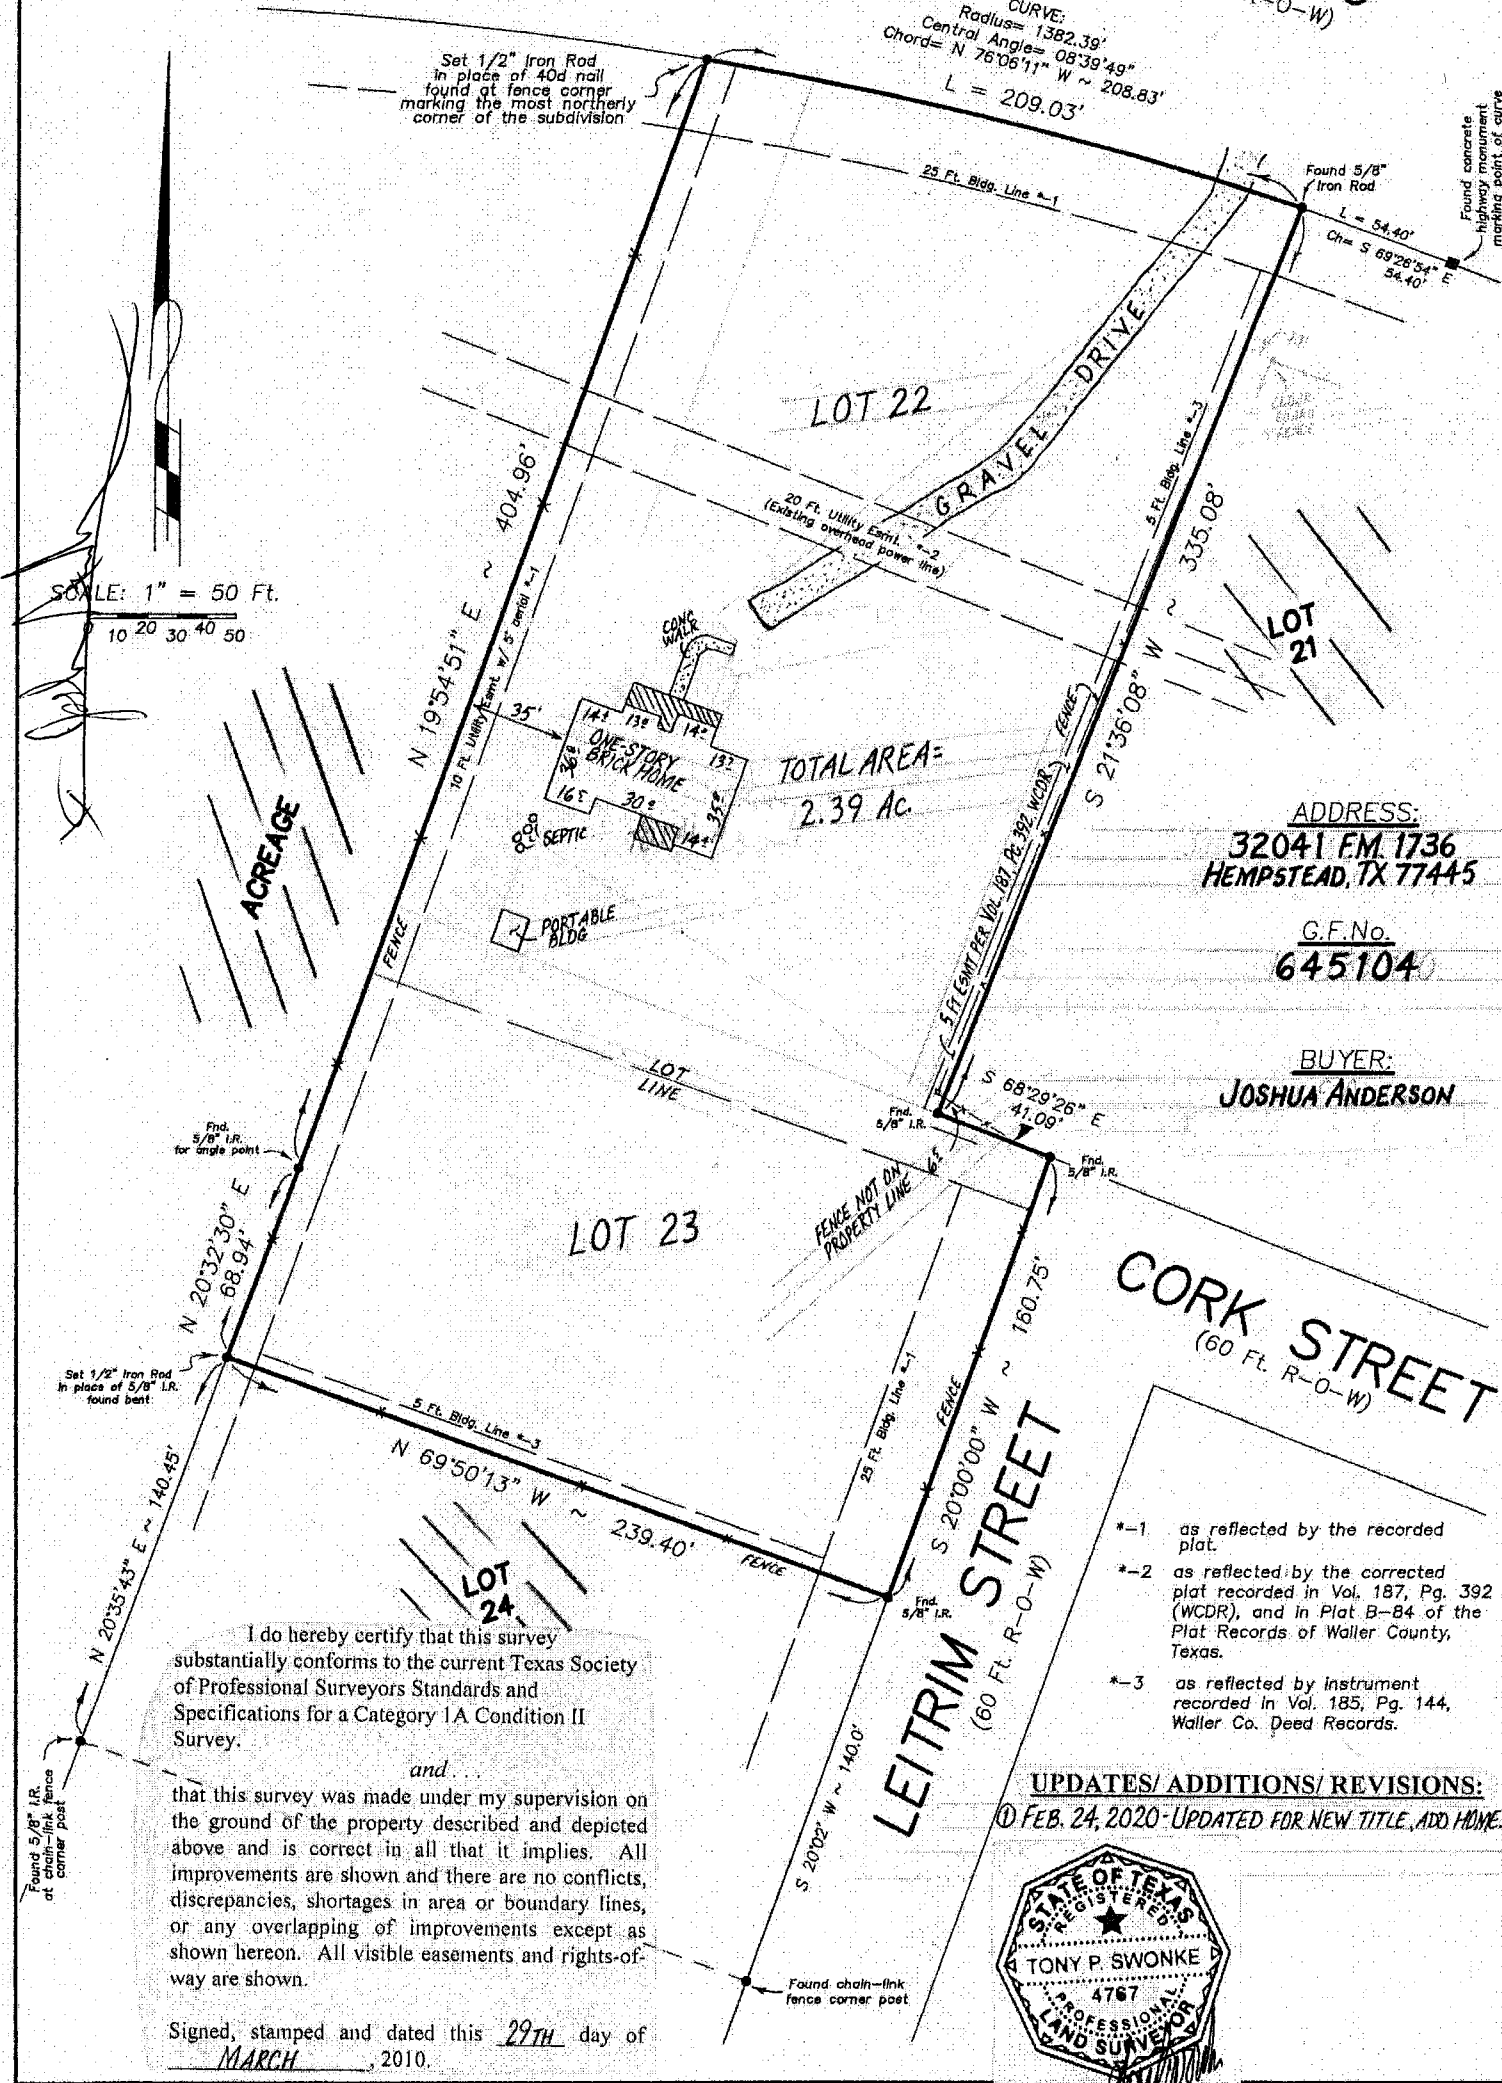 -O-W)
CURVE:
Radius= 1382.39'
Central Angle= 08°39'49"
Chord= N 76°06'11" W ~ 208.83'
L = 209.03'
Set 1/2" Iron Rod
in place of 40d nail
found at fence corner
marking the most northerly
corner of the subdivision
Found concrete
highway monument
marking point of curve
Found 5/8"
Iron Rod
L = 54.40'
Ch= S 69°26'54" E
54.40'
25 Ft. Bldg. Line *-1
GRAVEL DRIVE
LOT 22
5 Ft. Bldg. Line *-3
20 Ft. Utility Esmt. *-2
(Existing overhead power line)
N 19°54'51" E ~ 404.96'
10 Ft. Utility Esmt. w/ 5' aerial *-1
S 21°36'08" W ~ 335.08'
SCALE: 1" = 50 Ft.
0 10 20 30 40 50
LOT
21
CONC
WALK
35'
ONE-STORY
BRICK HOME
TOTAL AREA=
2.39 AC.
FENCE
(5 FT ESMT PER VOL. 187, PG. 392 WCDR)
SEPTIC
PORTABLE
BLDG
ACREAGE
FENCE
ADDRESS:
32041 F.M. 1736
HEMPSTEAD, TX 77445
G.F.No.
645104
BUYER:
JOSHUA ANDERSON
LOT
LINE
S 68°29'26" E
41.09'
Fnd.
5/8" I.R.
Fnd.
5/8" I.R.
Fnd.
5/8" I.R.
for angle point
FENCE NOT ON
PROPERTY LINE
LOT 23
N 20°32'30" E
68.94'
Set 1/2" Iron Rod
in place of 5/8" I.R.
found bent
CORK STREET
(60 Ft. R-O-W)
5 Ft. Bldg. Line *-3
N 69°50'13" W ~ 239.40'
FENCE
25 Ft. Bldg. Line *-1
FENCE
S 20°00'00" W ~ 160.75'
LEITRIM STREET
(60 Ft. R-O-W)
Fnd.
5/8" I.R.
N 20°35'43" E ~ 140.45'
LOT
24
S 20°02' W ~ 140.0'
Found 5/8" I.R.
at chain-link fence
corner post
Found chain-link
fence corner post
*-1 as reflected by the recorded
plat.
*-2 as reflected by the corrected
plat recorded in Vol. 187, Pg. 392
(WCDR), and in Plat B-84 of the
Plat Records of Waller County,
Texas.
*-3 as reflected by instrument
recorded in Vol. 185, Pg. 144,
Waller Co. Deed Records.
I do hereby certify that this survey
substantially conforms to the current Texas Society
of Professional Surveyors Standards and
Specifications for a Category 1A Condition II
Survey.
and . . .
that this survey was made under my supervision on
the ground of the property described and depicted
above and is correct in all that it implies. All
improvements are shown and there are no conflicts,
discrepancies, shortages in area or boundary lines,
or any overlapping of improvements except as
shown hereon. All visible easements and rights-of-
way are shown.
Signed, stamped and dated this 29TH day of
MARCH, 2010.
UPDATES/ ADDITIONS/ REVISIONS:
① FEB. 24, 2020 - UPDATED FOR NEW TITLE, ADD HOME.
STATE OF TEXAS
REGISTERED
TONY P. SWONKE
4767
PROFESSIONAL
LAND SURVEYOR